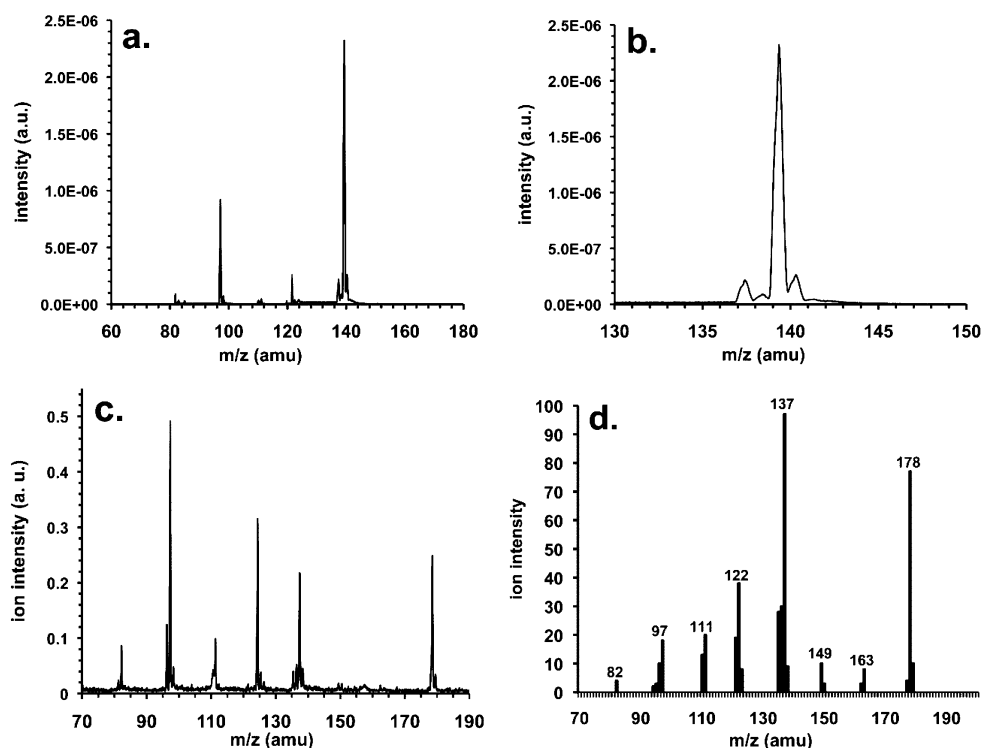 a.
intensity (a.u.)
2.5E-06
2.0E-06
1.5E-06
1.0E-06
5.0E-07
0.0E+00
60 80 100 120 140 160 180
m/z (amu)
b.
intensity (a.u.)
2.5E-06
2.0E-06
1.5E-06
1.0E-06
5.0E-07
0.0E+00
130 135 140 145 150
m/z (amu)
c.
ion intensity (a. u.)
0.5
0.4
0.3
0.2
0.1
0
70 90 110 130 150 170 190
m/z (amu)
d.
ion intensity
100
90
80
70
60
50
40
30
20
10
0
82
97
111
122
137
149
163
178
70 90 110 130 150 170 190
m/z (amu)